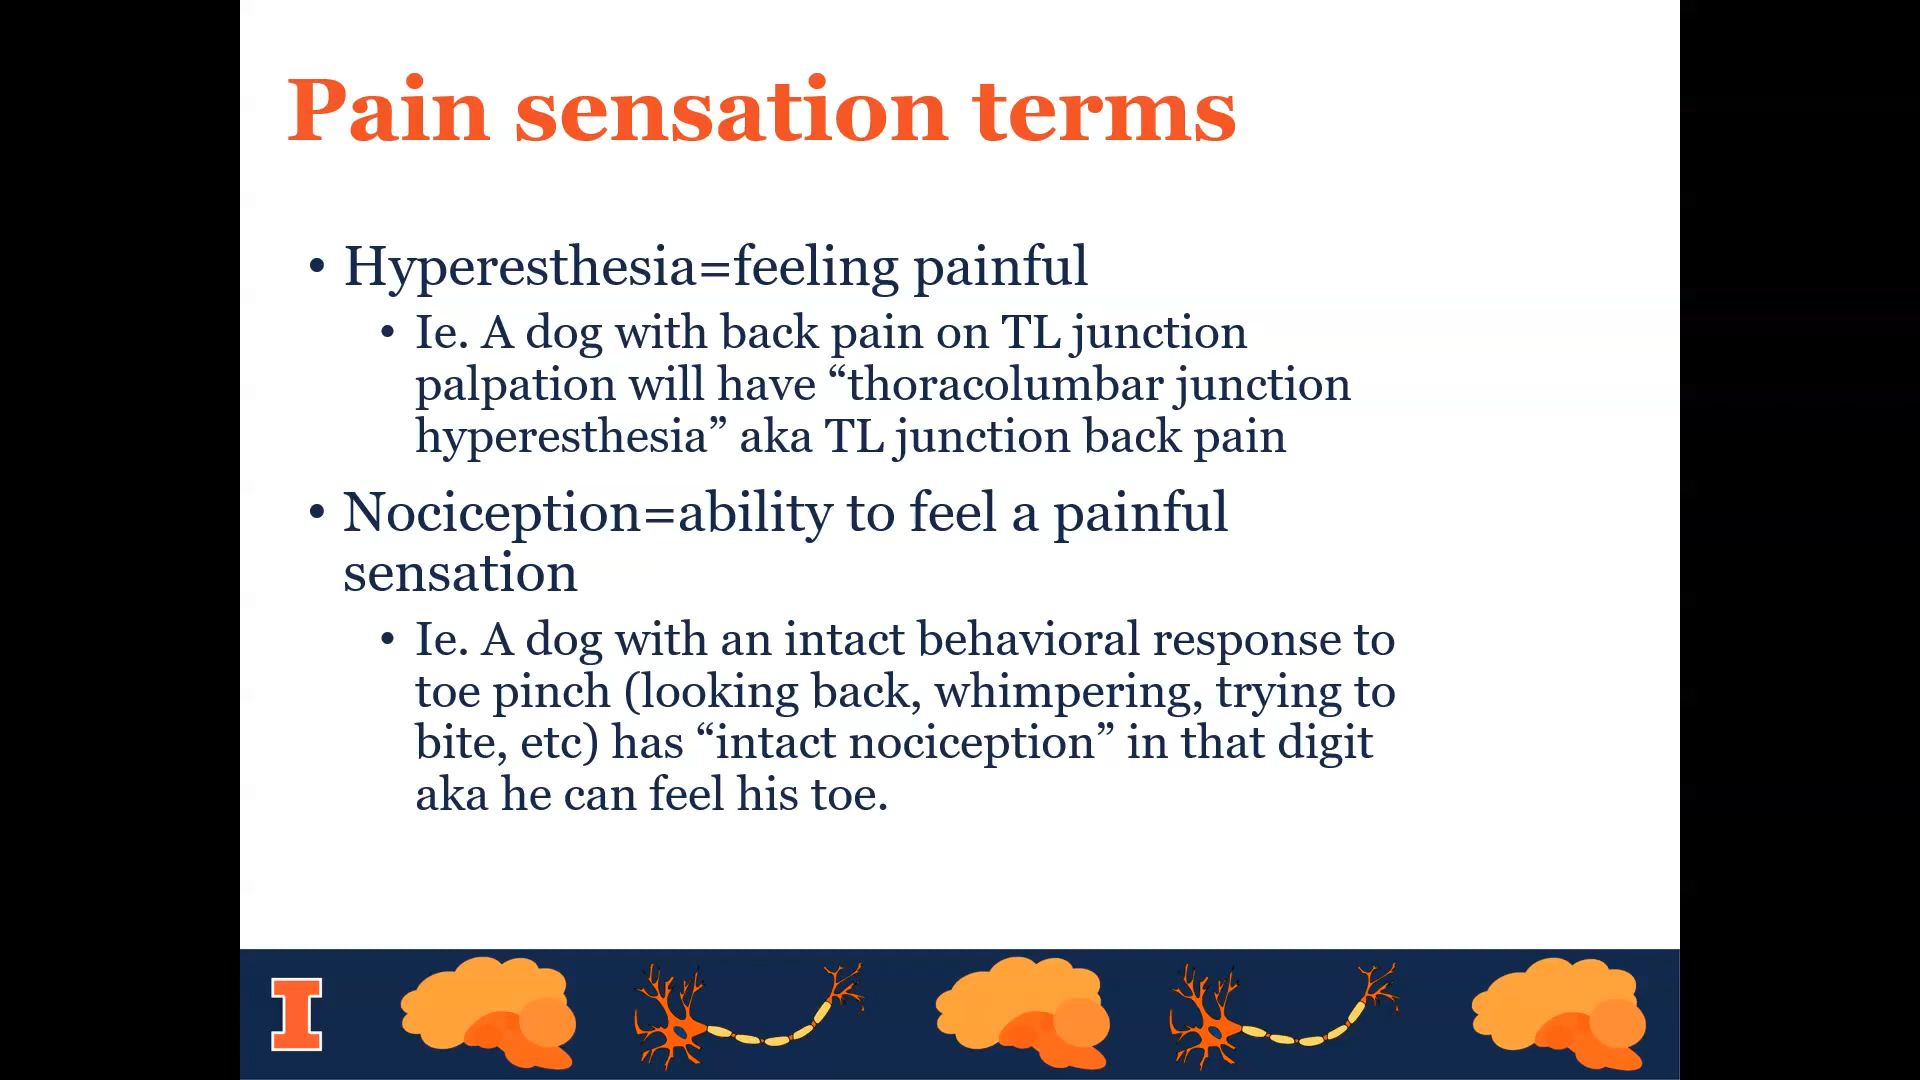 Pain sensation terms
• Hyperesthesia=feeling painful
• Ie. A dog with back pain on TL junction
palpation will have “thoracolumbar junction
hyperesthesia” aka TL junction back pain
• Nociception=ability to feel a painful
sensation
• Ie. A dog with an intact behavioral response to
toe pinch (looking back, whimpering, trying to
bite, etc) has “intact nociception” in that digit
aka he can feel his toe.
I